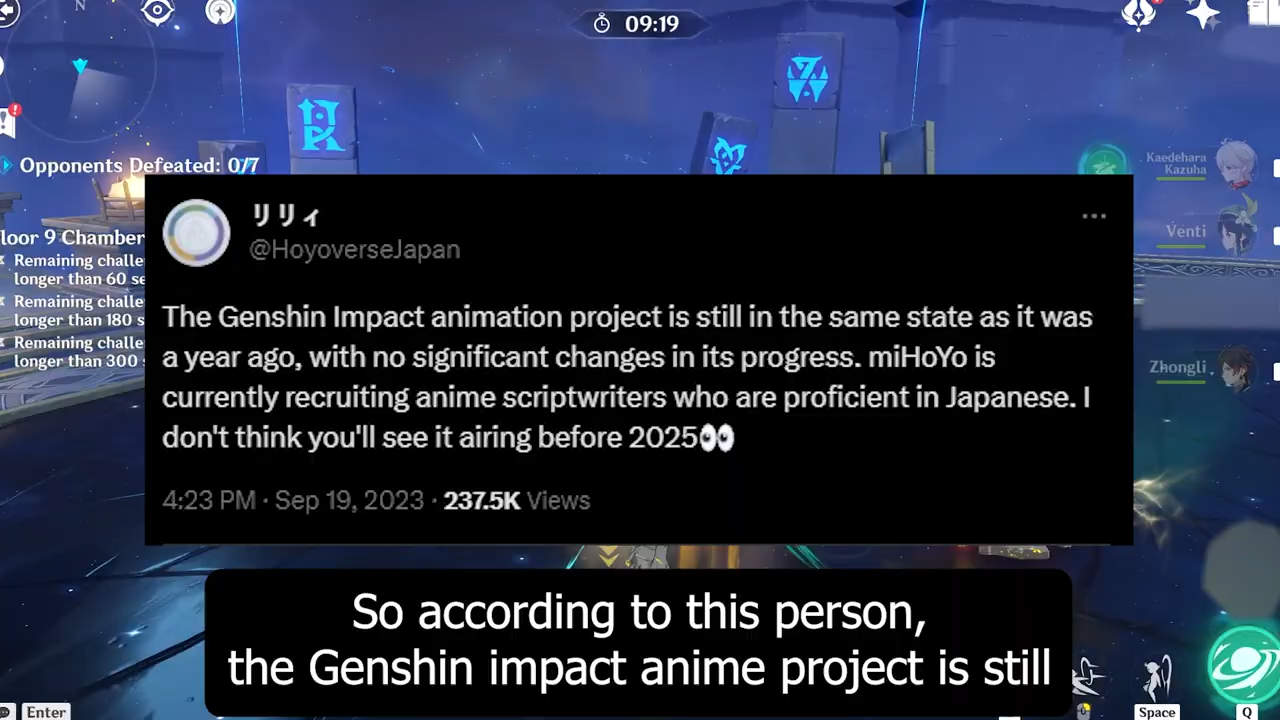 N
09:19
Opponents Defeated: 0/7
Kaedehara
Kazuha
Venti
Zhongli
loor 9 Chamber
Remaining challe
longer than 60 se
Remaining challe
longer than 180 s
Remaining challe
longer than 300
リリィ
@HoyoverseJapan
The Genshin Impact animation project is still in the same state as it was
a year ago, with no significant changes in its progress. miHoYo is
currently recruiting anime scriptwriters who are proficient in Japanese. I
don't think you'll see it airing before 2025👀
4:23 PM · Sep 19, 2023 · 237.5K Views
So according to this person,
the Genshin impact anime project is still
Enter
Space
Q